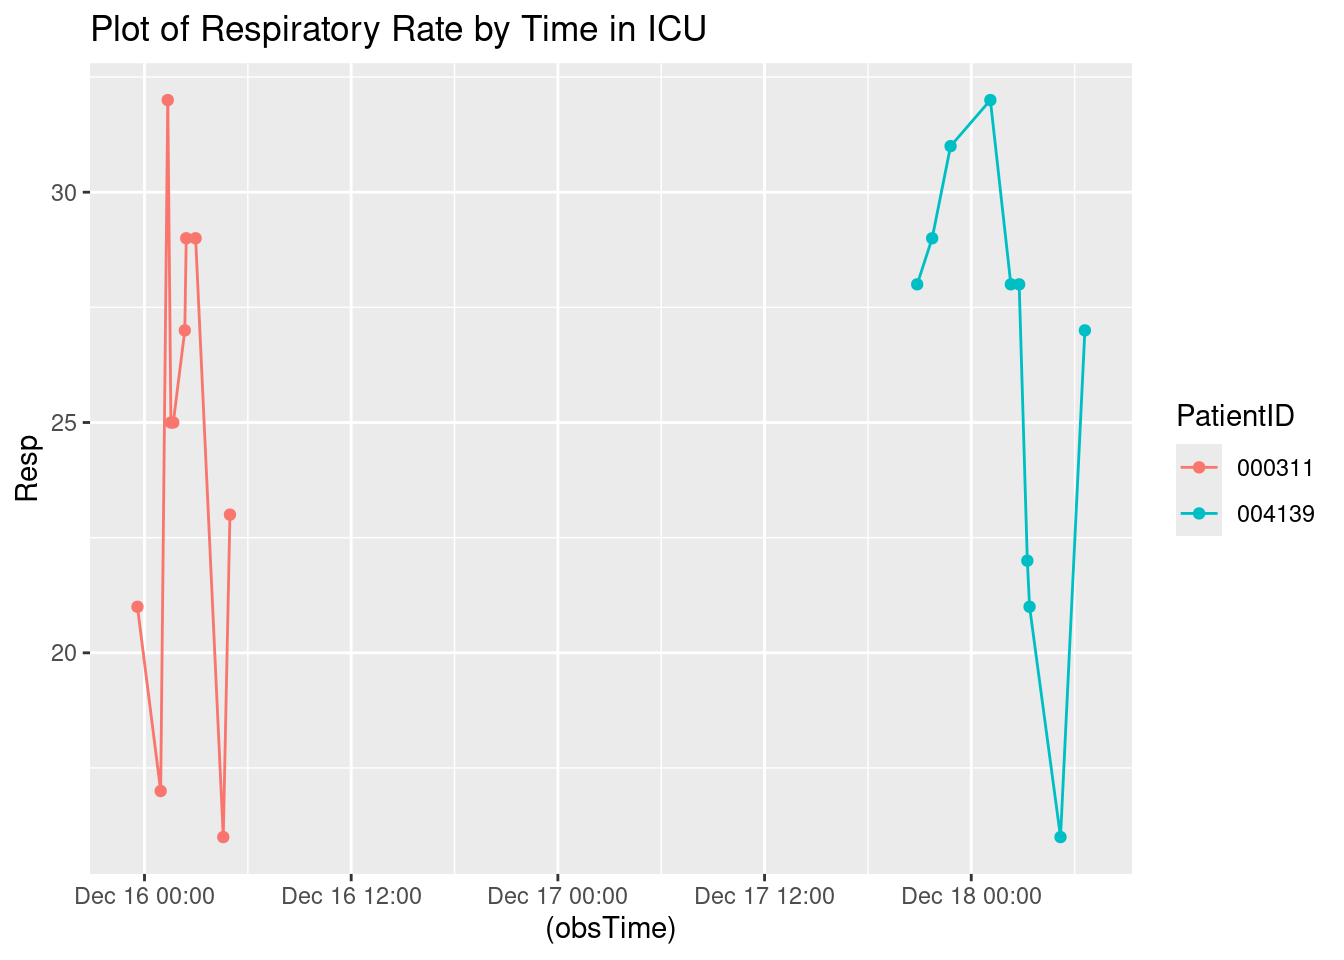 Plot of Respiratory Rate by Time in ICU
Resp
30
25
20
Dec 16 00:00
Dec 16 12:00
Dec 17 00:00
Dec 17 12:00
Dec 18 00:00
(obsTime)
PatientID
000311
004139